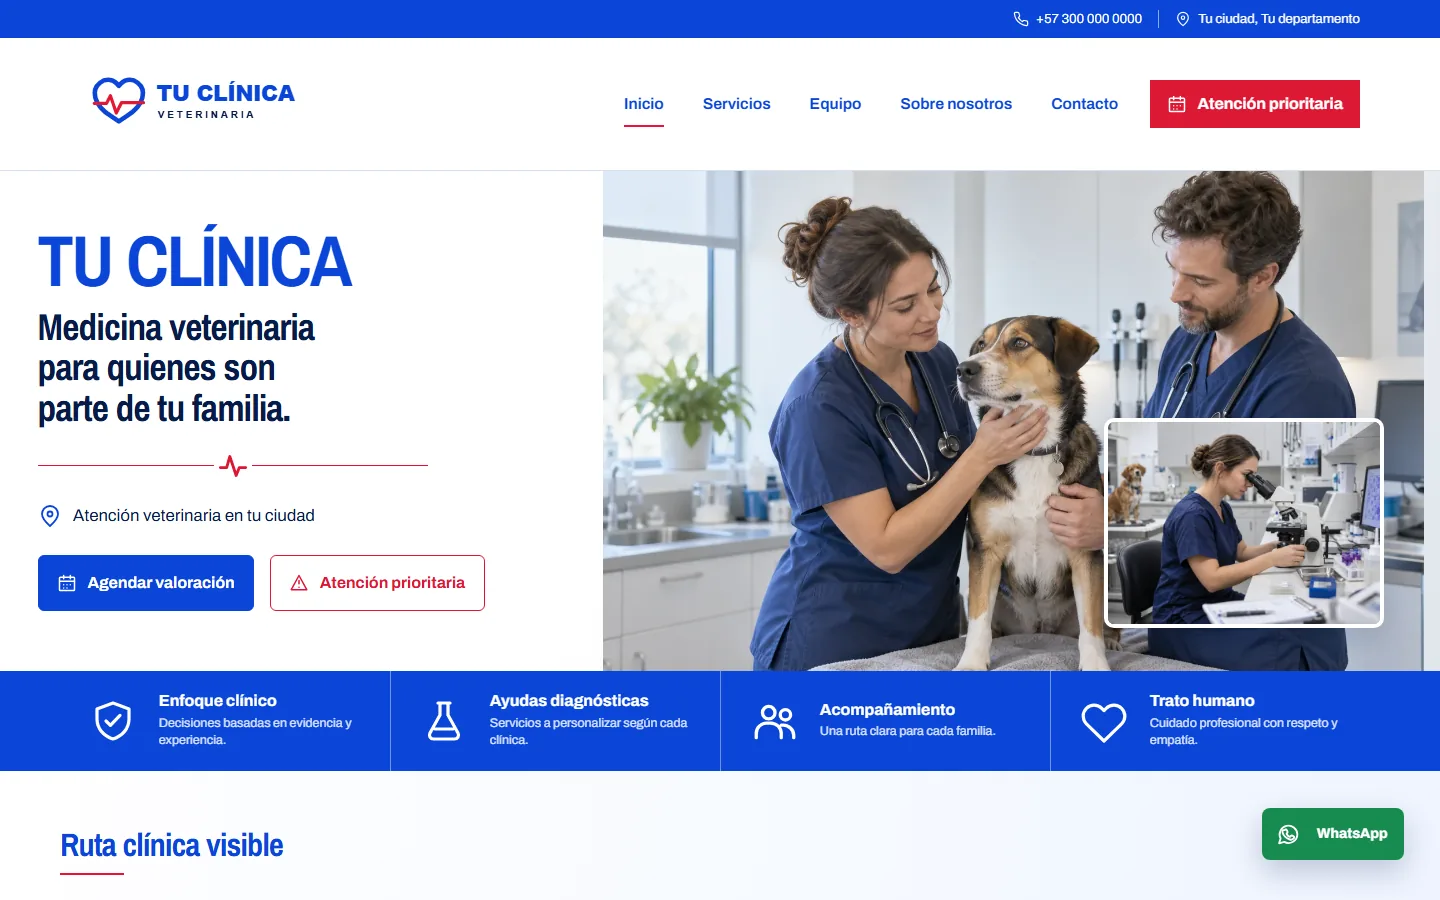 +57 300 000 0000
Tu ciudad, Tu departamento
TU CLÍNICA
VETERINARIA
Inicio
Servicios
Equipo
Sobre nosotros
Contacto
Atención prioritaria
TU CLÍNICA
Medicina veterinaria
para quienes son
parte de tu familia.
Atención veterinaria en tu ciudad
Agendar valoración
Atención prioritaria
Enfoque clínico
Decisiones basadas en evidencia y
experiencia.
Ayudas diagnósticas
Servicios a personalizar según cada
clínica.
Acompañamiento
Una ruta clara para cada familia.
Trato humano
Cuidado profesional con respeto y
empatía.
Ruta clínica visible
WhatsApp